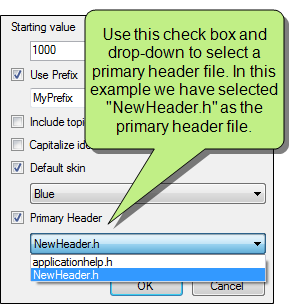 Starting value
1000
Use Prefix
MyPrefix
Include topi
Capitalize ide
Default skin
Blue
Primary Header
NewHeader.h
applicationhelp.h
NewHeader.h
OK
Cancel
Use this check box and
drop-down to select a
primary header file. In this
example we have selected
"NewHeader.h" as the
primary header file.